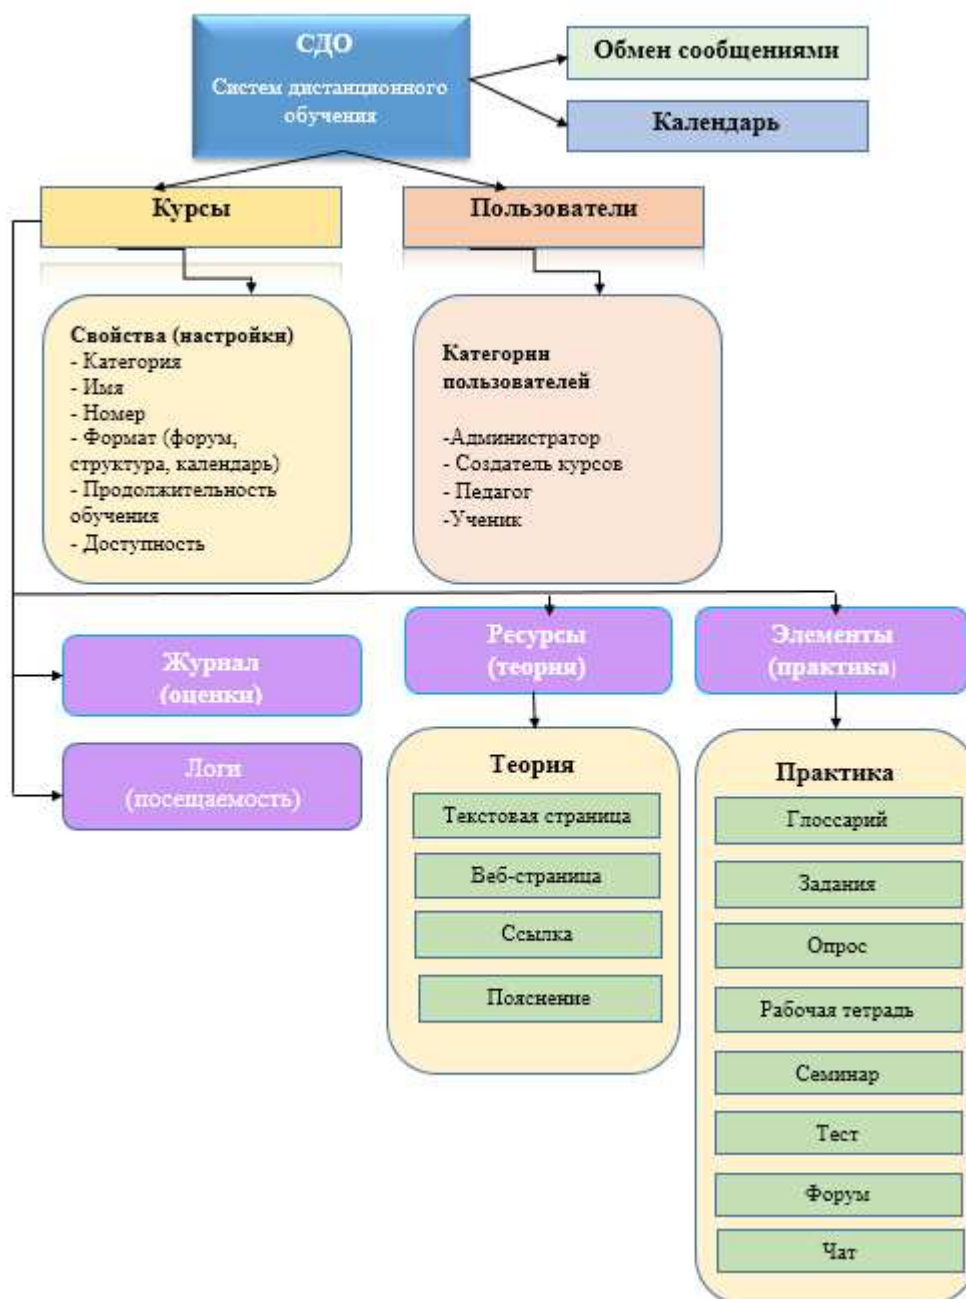 СДО
Систем дистанционного
обучения
Обмен сообщениями
Календарь
Курсы
Пользователи
Свойства (настройки)
- Категория
- Имя
- Номер
- Формат (форум,
структура, календарь)
- Продолжительность
обучения
- Доступность
Категории
пользователей
-Администратор
- Создатель курсов
- Педагог
-Ученик
Журнал
(оценки)
Логи
(посещаемость)
Ресурсы
(теория)
Элементы
(практика)
Теория
Текстовая страница
Веб-страница
Ссылка
Пояснение
Практика
Глоссарий
Задания
Опрос
Рабочая тетрадь
Семинар
Тест
Форум
Чат